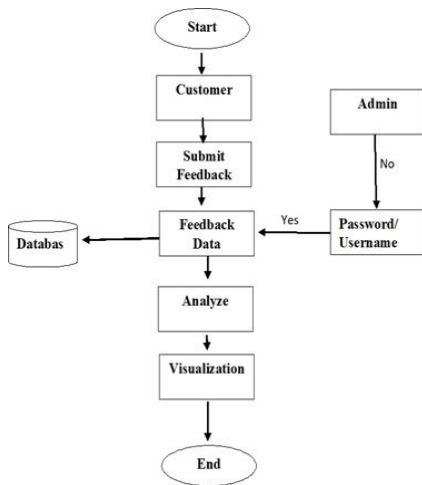 Start
Customer
Admin
No
Submit
Feedback
Yes
Feedback
Data
Password/
Username
Databas
Analyze
Visualization
End